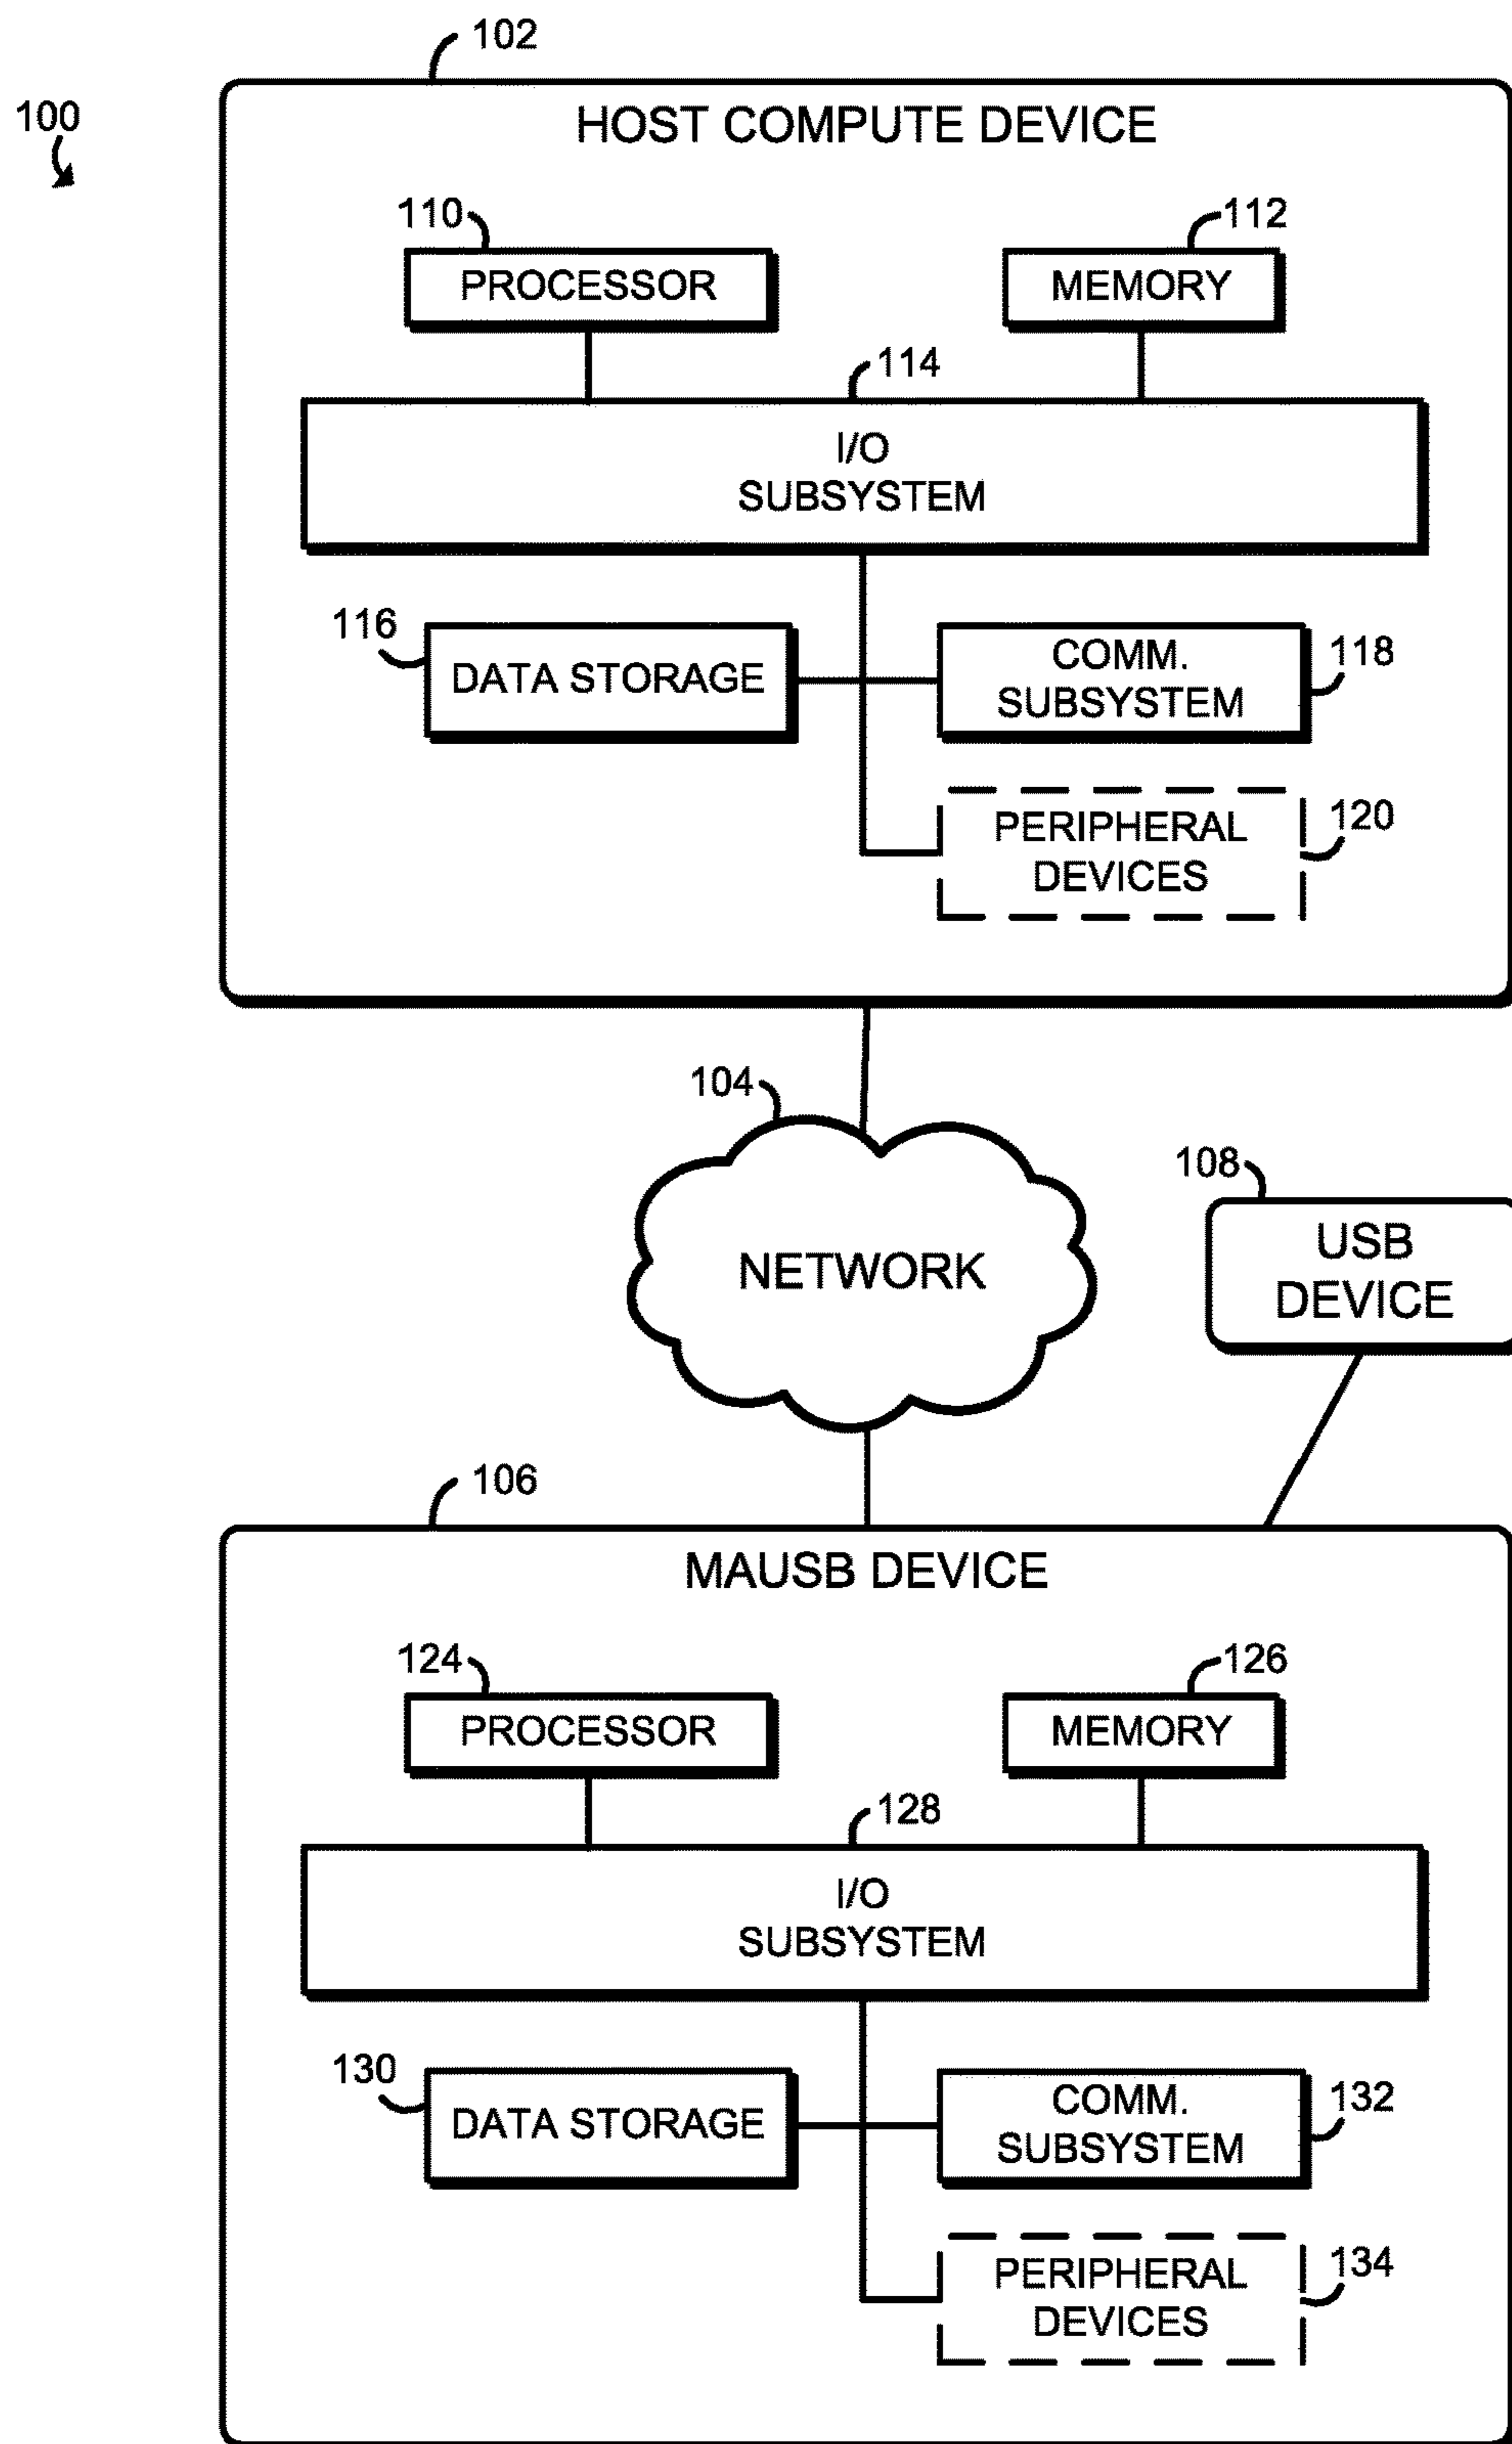 102
100
HOST COMPUTE DEVICE
110
112
PROCESSOR
MEMORY
114
I/O
SUBSYSTEM
116
DATA STORAGE
COMM.
SUBSYSTEM
118
PERIPHERAL
DEVICES
120
104
NETWORK
108
USB
DEVICE
106
MAUSB DEVICE
124
126
PROCESSOR
MEMORY
128
I/O
SUBSYSTEM
130
DATA STORAGE
COMM.
SUBSYSTEM
132
PERIPHERAL
DEVICES
134